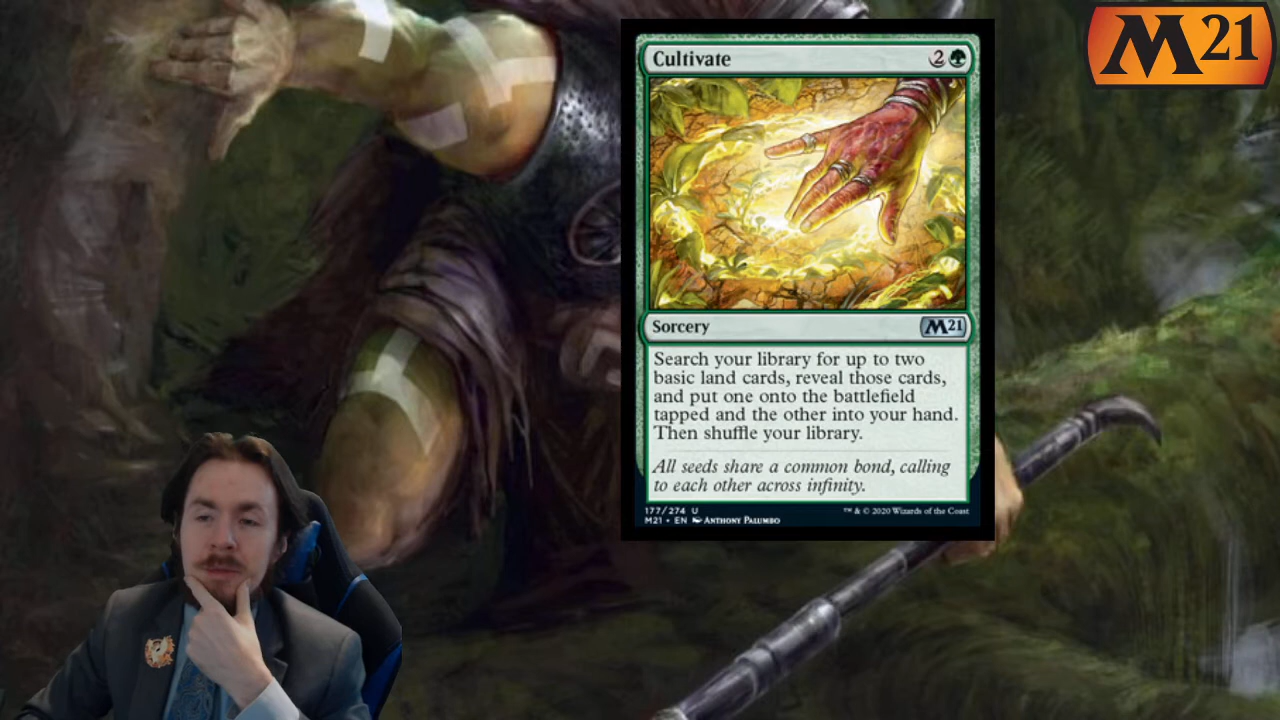 M21
Cultivate 2
Sorcery M21
Search your library for up to two
basic land cards, reveal those cards,
and put one onto the battlefield
tapped and the other into your hand.
Then shuffle your library.
All seeds share a common bond, calling
to each other across infinity.
177/274 U ™ & © 2020 Wizards of the Coast
M21 • EN Anthony Palumbo